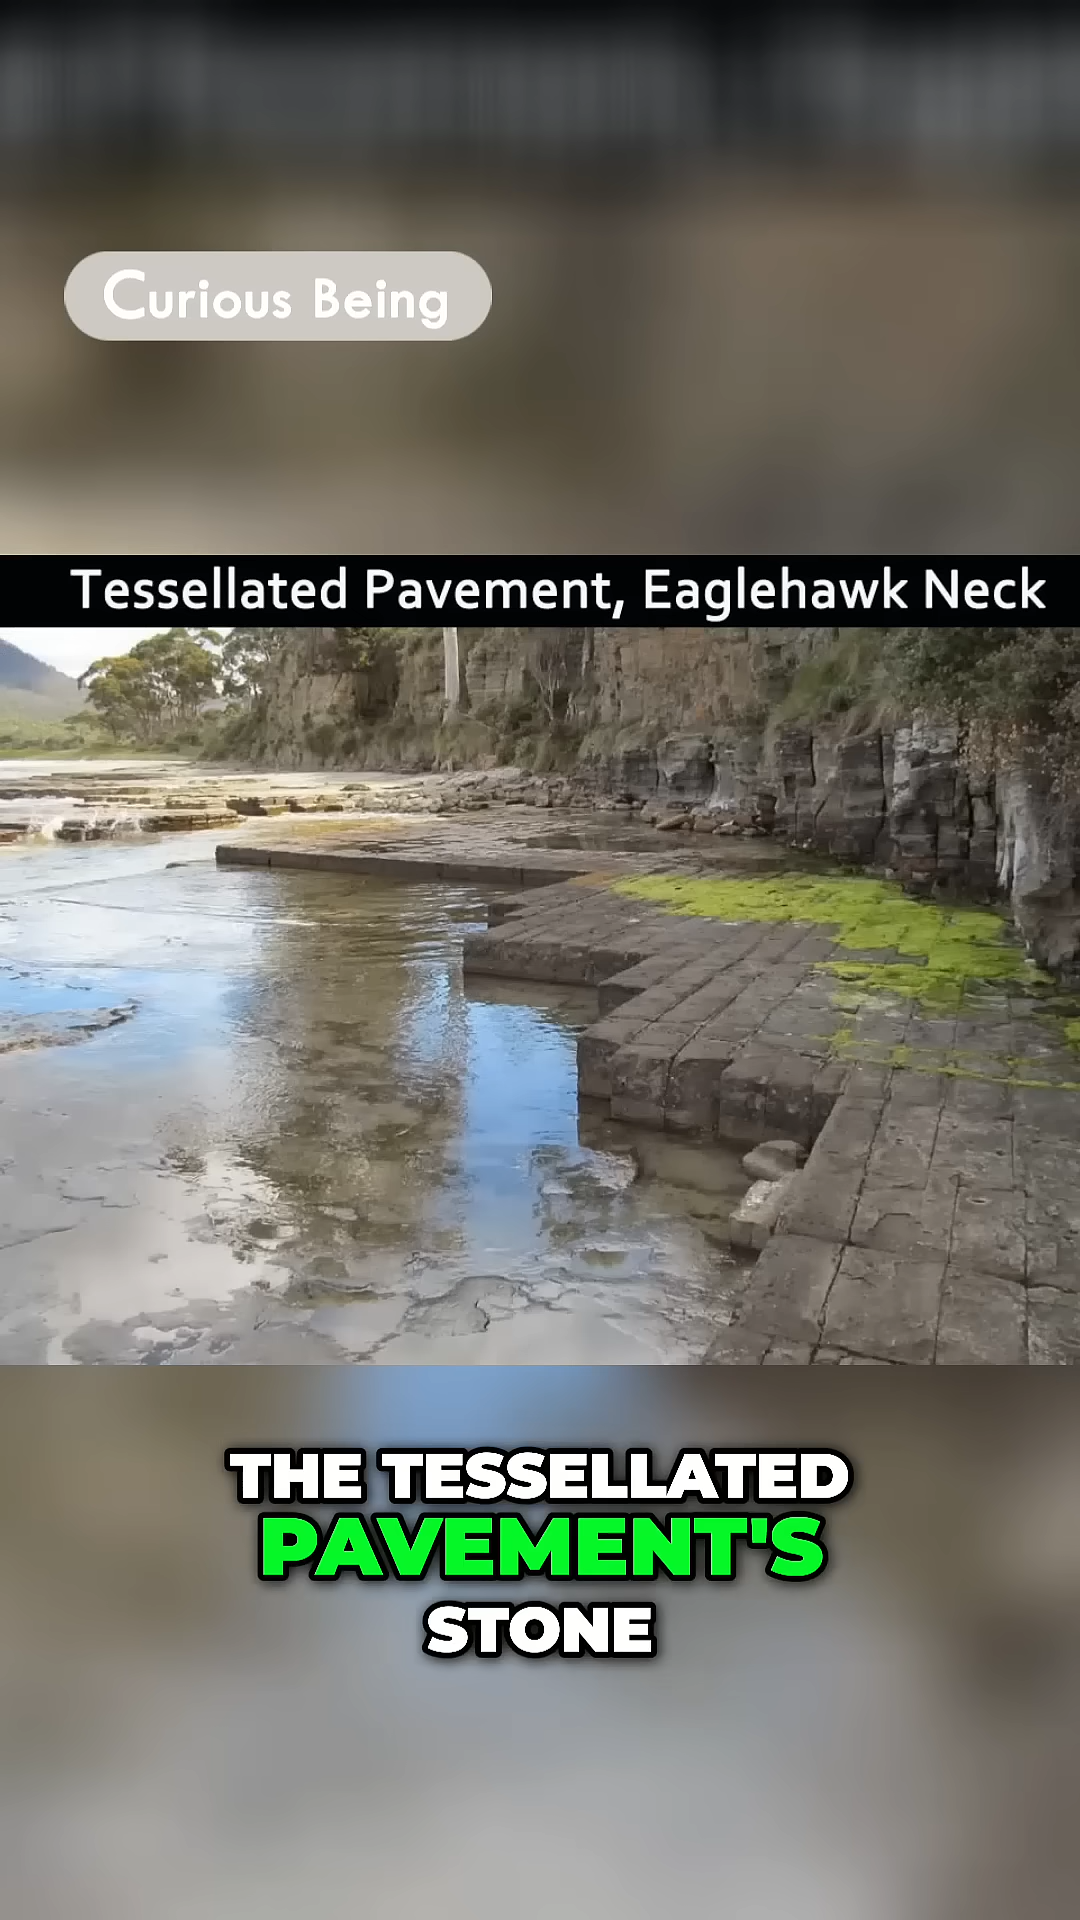 Curious Being
Tessellated Pavement, Eaglehawk Neck
THE TESSELLATED
PAVEMENT'S
STONE